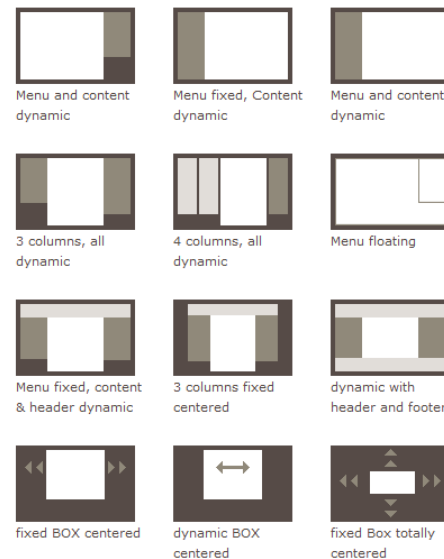 Menu and content
dynamic
Menu fixed, Content
dynamic
Menu and content
dynamic
3 columns, all
dynamic
4 columns, all
dynamic
Menu floating
Menu fixed, content
& header dynamic
3 columns fixed
centered
dynamic with
header and footer
fixed BOX centered
dynamic BOX
centered
fixed Box totally
centered